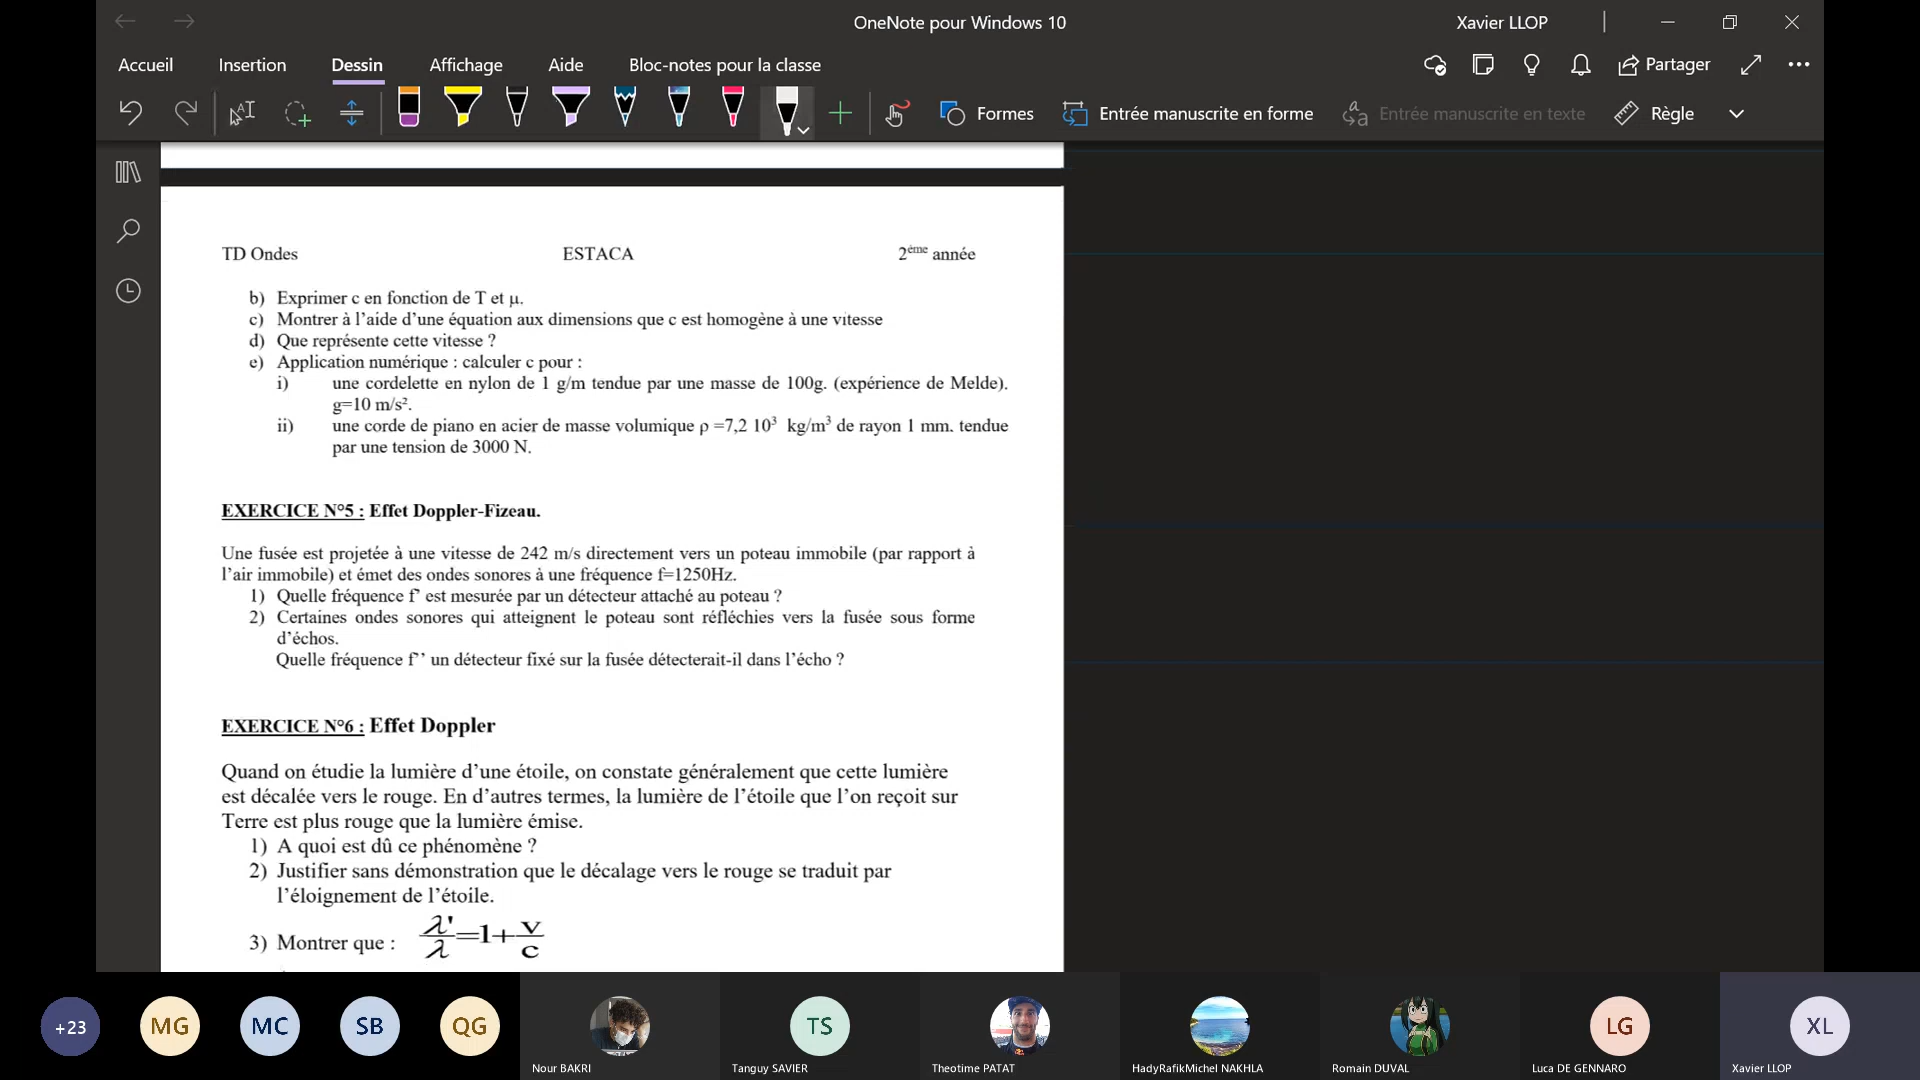 OneNote pour Windows 10
Xavier LLOP
Accueil Insertion Dessin Affichage Aide Bloc-notes pour la classe
Partager
Formes Entrée manuscrite en forme Entrée manuscrite en texte Règle
TD Ondes ESTACA 2ème année
b) Exprimer c en fonction de T et μ.
c) Montrer à l’aide d’une équation aux dimensions que c est homogène à une vitesse
d) Que représente cette vitesse ?
e) Application numérique : calculer c pour :
i) une cordelette en nylon de 1 g/m tendue par une masse de 100g. (expérience de Melde).
g=10 m/s².
ii) une corde de piano en acier de masse volumique ρ =7,2 10³ kg/m³ de rayon 1 mm. tendue
par une tension de 3000 N.
EXERCICE N°5 : Effet Doppler-Fizeau.
Une fusée est projetée à une vitesse de 242 m/s directement vers un poteau immobile (par rapport à
l’air immobile) et émet des ondes sonores à une fréquence f=1250Hz.
1) Quelle fréquence f’ est mesurée par un détecteur attaché au poteau ?
2) Certaines ondes sonores qui atteignent le poteau sont réfléchies vers la fusée sous forme
d’échos.
Quelle fréquence f’’ un détecteur fixé sur la fusée détecterait-il dans l’écho ?
EXERCICE N°6 : Effet Doppler
Quand on étudie la lumière d’une étoile, on constate généralement que cette lumière
est décalée vers le rouge. En d’autres termes, la lumière de l’étoile que l’on reçoit sur
Terre est plus rouge que la lumière émise.
1) A quoi est dû ce phénomène ?
2) Justifier sans démonstration que le décalage vers le rouge se traduit par
l’éloignement de l’étoile.
3) Montrer que : λ'/λ=1+v/c
+23 MG MC SB QG TS LG XL
Nour BAKRI Tanguy SAVIER Theotime PATAT HadyRafikMichel NAKHLA Romain DUVAL Luca DE GENNARO Xavier LLOP